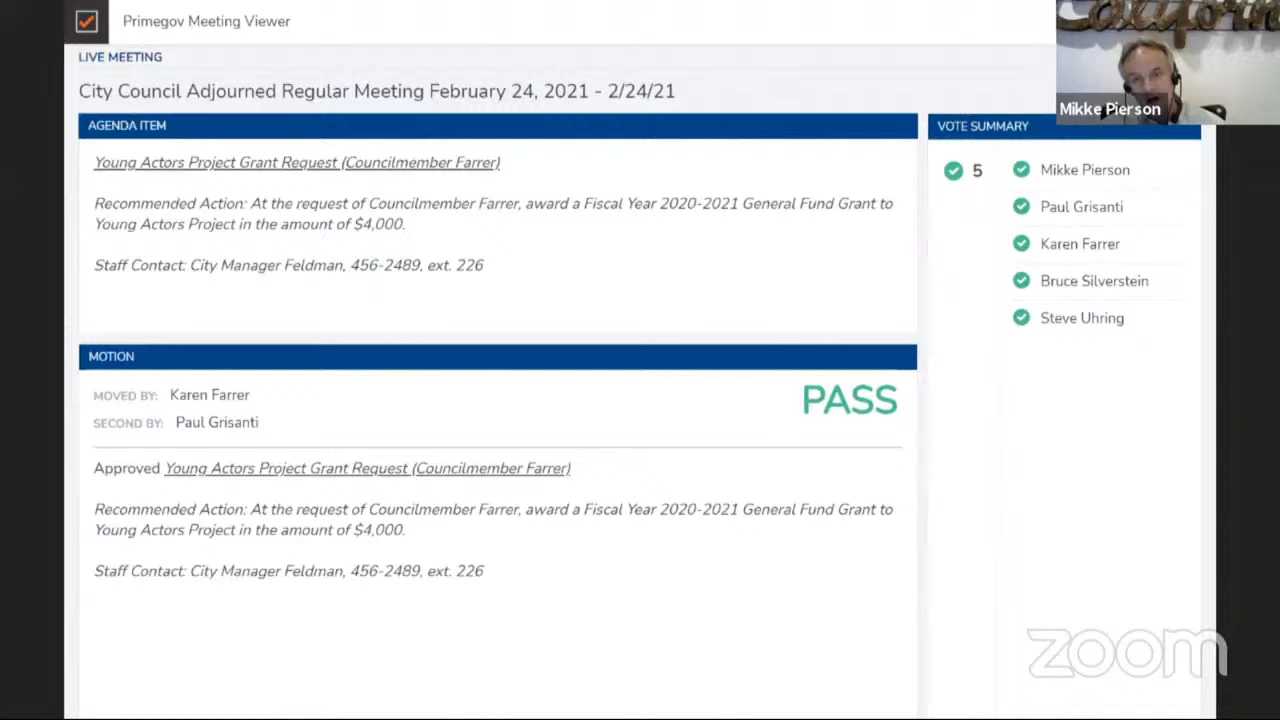 Primegov Meeting Viewer
California
LIVE MEETING
City Council Adjourned Regular Meeting February 24, 2021 - 2/24/21
Mikke Pierson
AGENDA ITEM
VOTE SUMMARY
Young Actors Project Grant Request (Councilmember Farrer)
Recommended Action: At the request of Councilmember Farrer, award a Fiscal Year 2020-2021 General Fund Grant to
Young Actors Project in the amount of $4,000.
Staff Contact: City Manager Feldman, 456-2489, ext. 226
5
Mikke Pierson
Paul Grisanti
Karen Farrer
Bruce Silverstein
Steve Uhring
MOTION
MOVED BY: Karen Farrer
SECOND BY: Paul Grisanti
PASS
Approved Young Actors Project Grant Request (Councilmember Farrer)
Recommended Action: At the request of Councilmember Farrer, award a Fiscal Year 2020-2021 General Fund Grant to
Young Actors Project in the amount of $4,000.
Staff Contact: City Manager Feldman, 456-2489, ext. 226
zoom